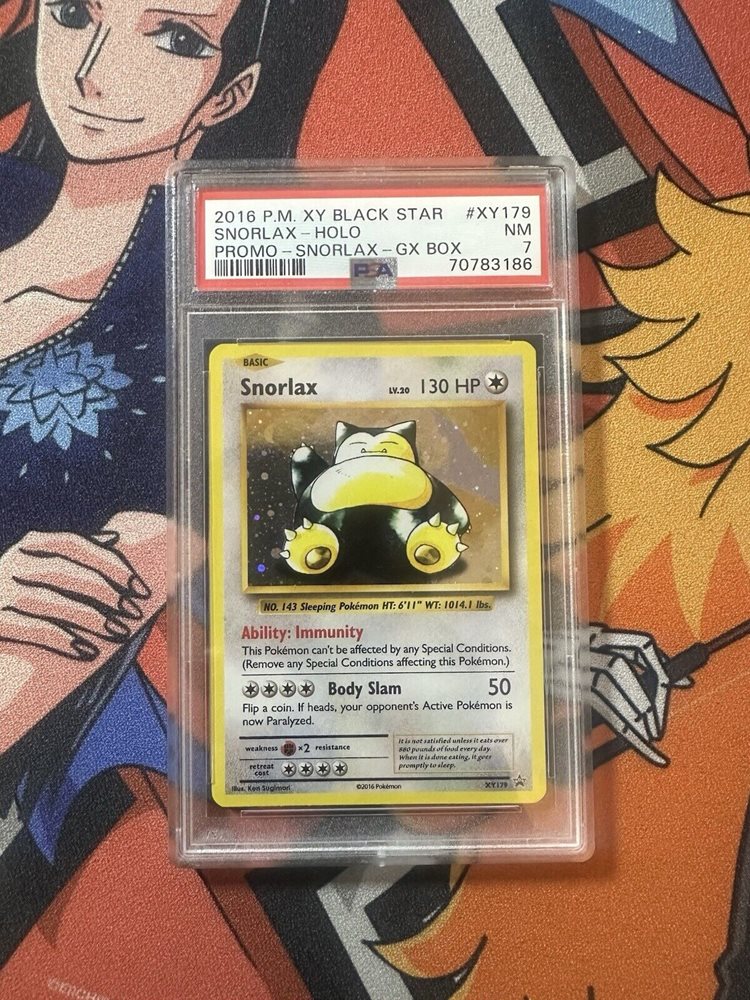 2016 P.M. XY BLACK STAR #XY179
SNORLAX - HOLO NM
PROMO - SNORLAX - GX BOX 7
PSA 70783186
BASIC
Snorlax LV.20 130 HP
NO. 143 Sleeping Pokémon HT: 6'11" WT: 1014.1 lbs.
Ability: Immunity
This Pokémon can't be affected by any Special Conditions.
(Remove any Special Conditions affecting this Pokémon.)
Body Slam 50
Flip a coin. If heads, your opponent's Active Pokémon is
now Paralyzed.
weakness ×2 resistance
retreat
cost
It is not satisfied unless it eats over
880 pounds of food every day.
When it is done eating, it goes
promptly to sleep.
Illus. Ken Sugimori ©2016 Pokémon XY179